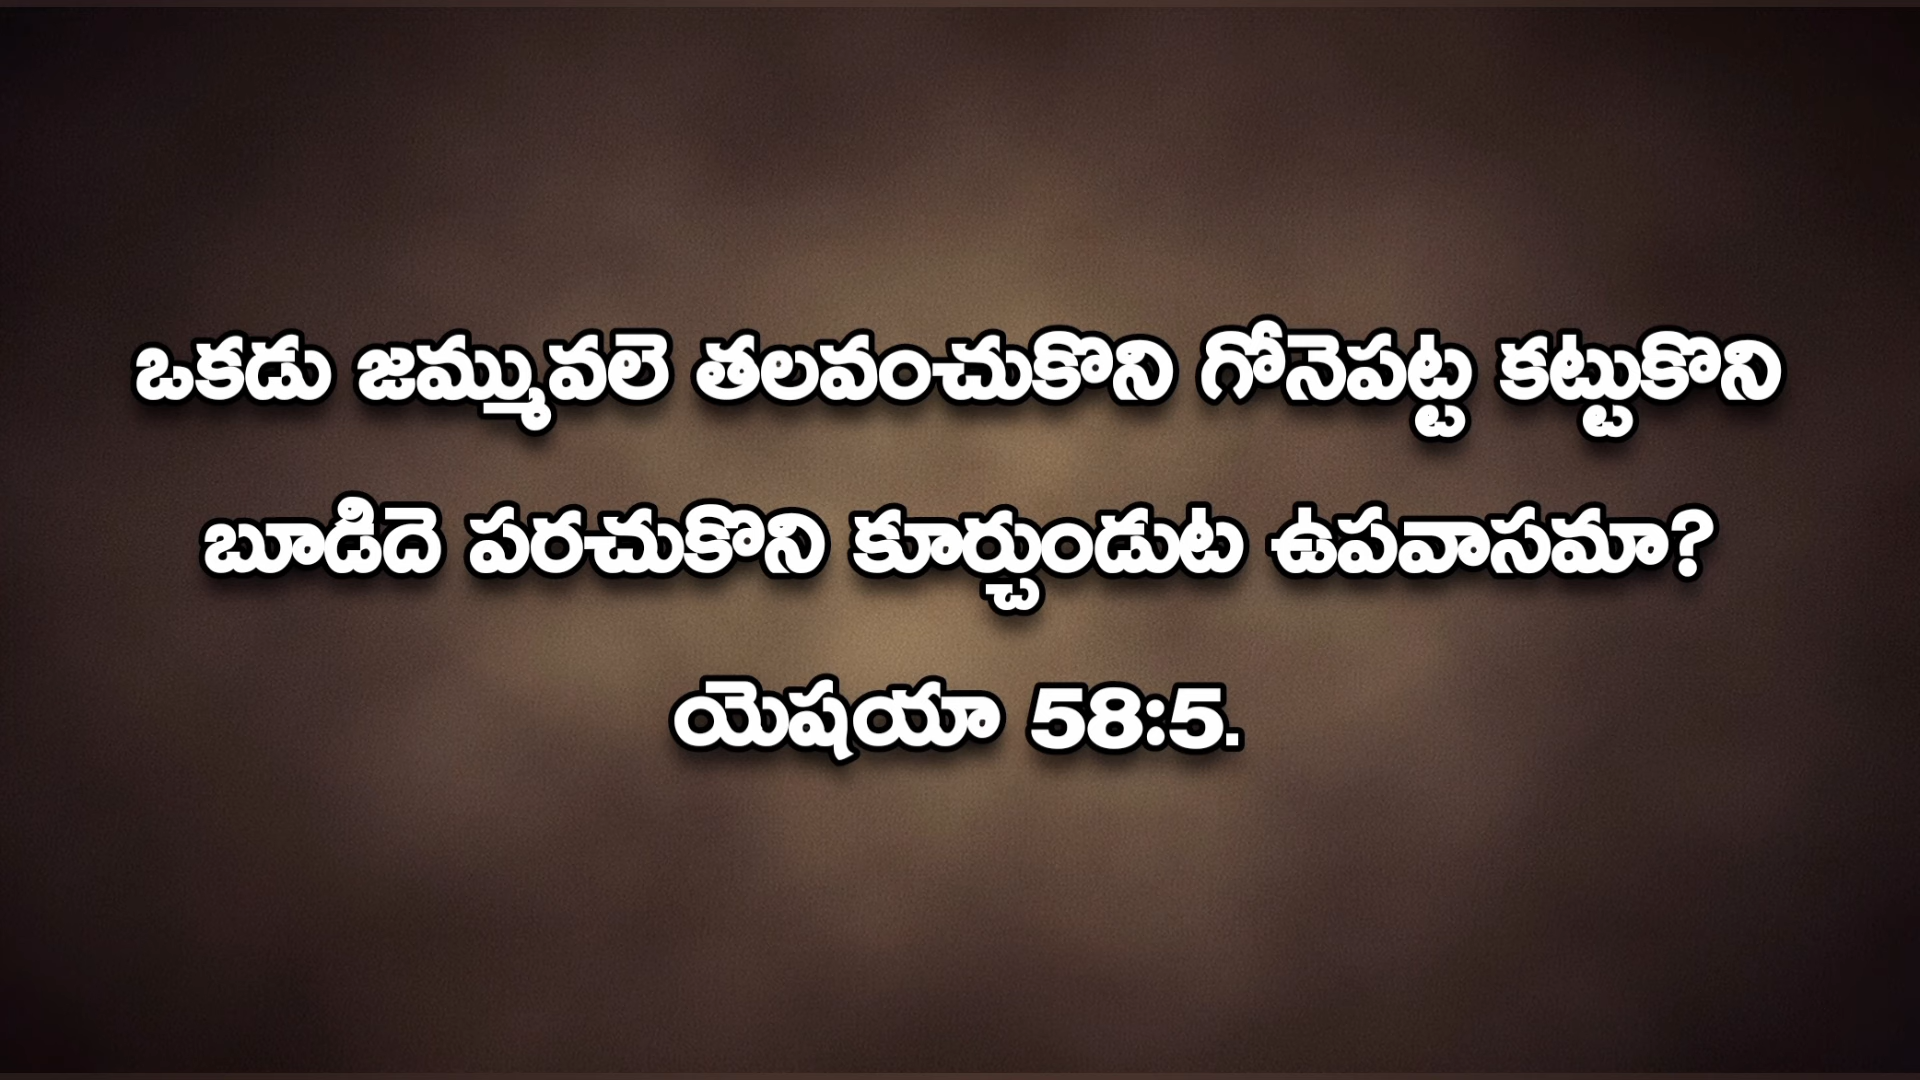 ఒకడు జమ్మువలె తలవంచుకొని గోనెపట్ట కట్టుకొని
బూడిదె పరచుకొని కూర్చుండుట ఉపవాసమా?
యెషయా 58:5.